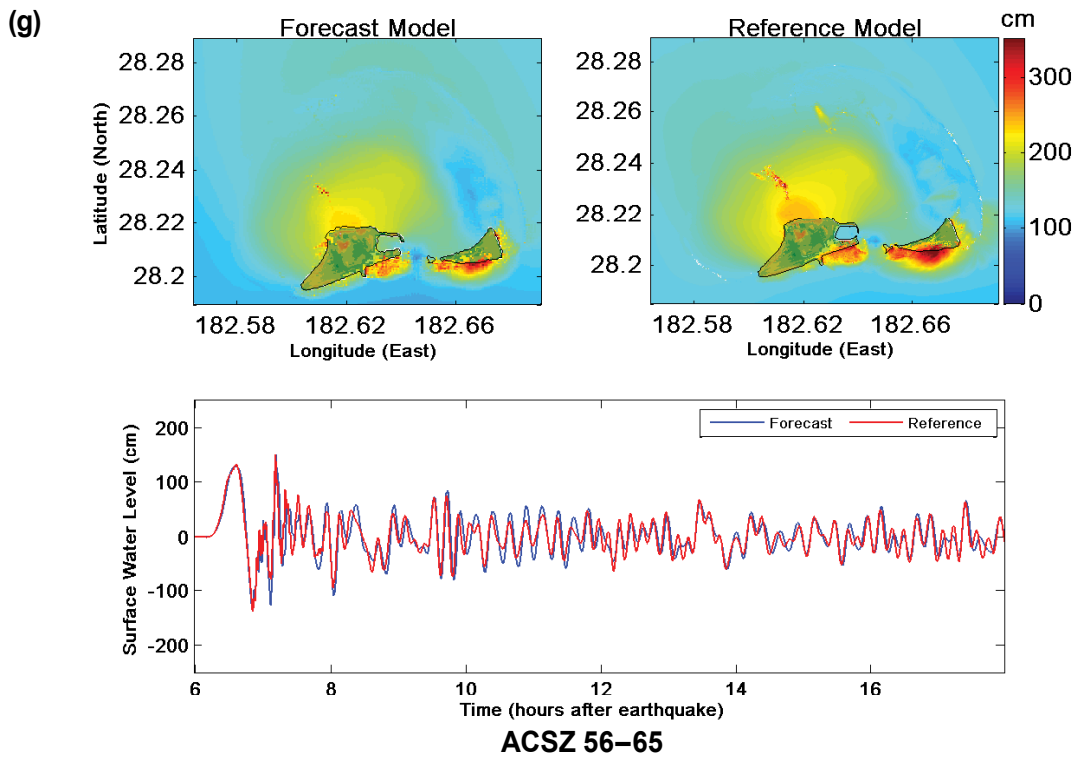 (g)
Forecast Model
Reference Model
cm
28.28
28.26
28.24
28.22
28.2
Latitude (North)
182.58
182.62
182.66
Longitude (East)
28.28
28.26
28.24
28.22
28.2
182.58
182.62
182.66
Longitude (East)
300
200
100
0
Surface Water Level (cm)
200
100
0
-100
-200
Forecast
Reference
6
8
10
12
14
16
Time (hours after earthquake)
ACSZ 56–65